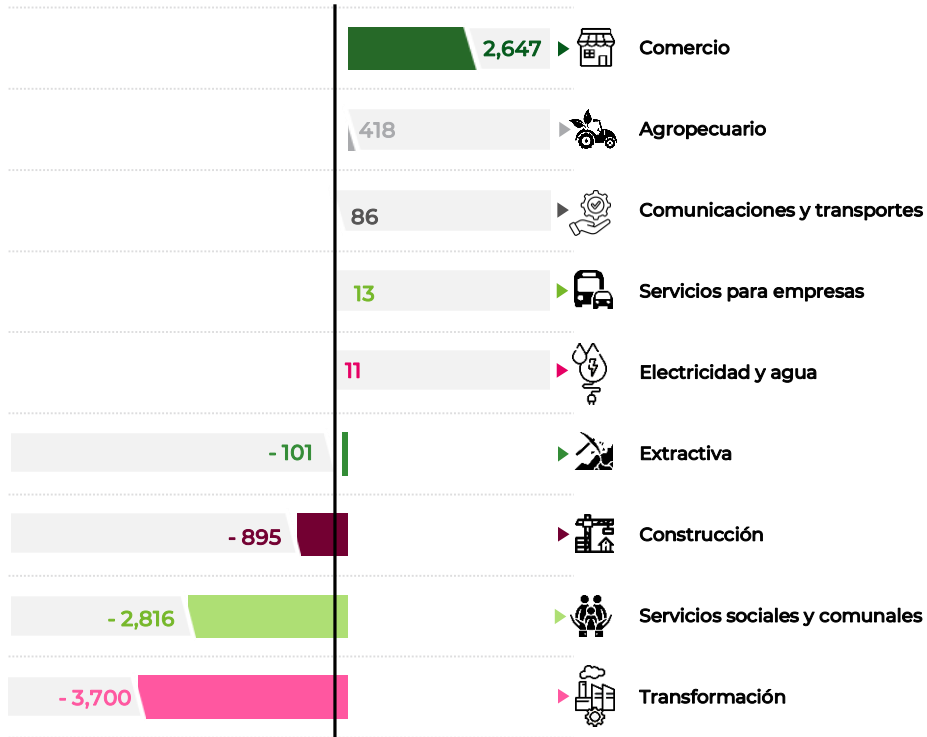 2,647 Comercio
418 Agropecuario
86 Comunicaciones y transportes
13 Servicios para empresas
11 Electricidad y agua
- 101 Extractiva
- 895 Construcción
- 2,816 Servicios sociales y comunales
- 3,700 Transformación